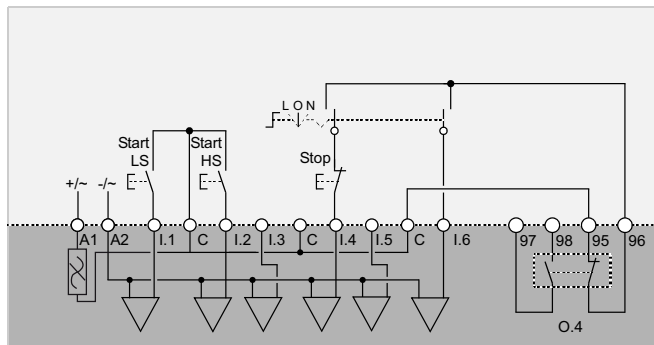 L O N
Start Start
LS HS
Stop
+/~ -/~
A1 A2 I.1 C I.2 I.3 C I.4 I.5 C I.6 97 98 95 96
O.4